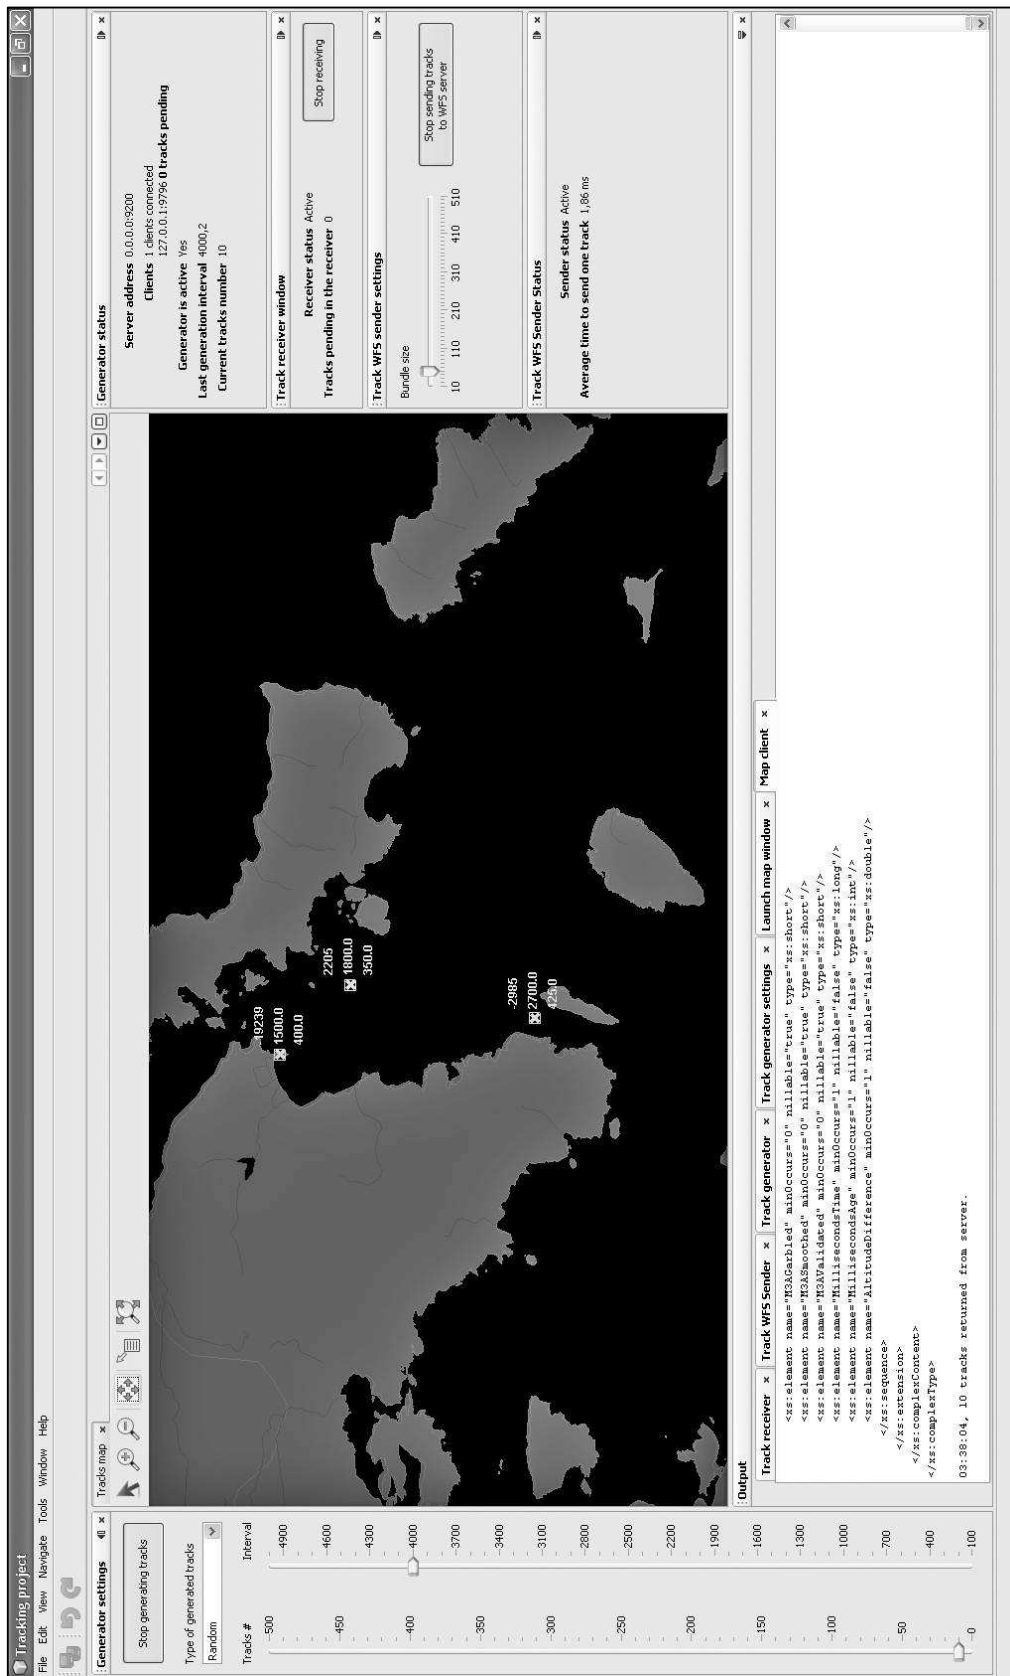 Tracking project
File Edit View Navigate Tools Window Help
Generator settings
Stop generating tracks
Type of generated tracks
Random
Tracks #
Interval
500
450
400
350
300
250
200
150
100
50
0
4900
4600
4300
4000
3700
3400
3100
2800
2500
2200
1900
1600
1300
1000
700
400
100
Tracks map
19239
1500.0
400.0
2205
1800.0
350.0
-2985
2700.0
425.0
Generator status
Server address 0.0.0.0:9200
Clients 1 clients connected
127.0.0.1:9796 0 tracks pending
Generator is active Yes
Last generation interval 4000,2
Current tracks number 10
Track receiver window
Receiver status Active
Tracks pending in the receiver 0
Stop receiving
Track WFS sender settings
Bundle size
10 110 210 310 410 510
Stop sending tracks
to WFS server
Track WFS Sender Status
Sender status Active
Average time to send one track 1,86 ms
Output
Track receiver Track WFS Sender Track generator Track generator settings Launch map window Map client
<xs:element name="M3AGarbled" minOccurs="0" nillable="true" type="xs:short"/>
<xs:element name="M3ASmoothed" minOccurs="0" nillable="true" type="xs:short"/>
<xs:element name="M3AValidated" minOccurs="0" nillable="true" type="xs:short"/>
<xs:element name="MillisecondsTime" minOccurs="1" nillable="false" type="xs:long"/>
<xs:element name="MillisecondsAge" minOccurs="1" nillable="false" type="xs:int"/>
<xs:element name="AltitudeDifference" minOccurs="1" nillable="false" type="xs:double"/>
</xs:sequence>
</xs:extension>
</xs:complexContent>
</xs:complexType>
03:38:04, 10 tracks returned from server.